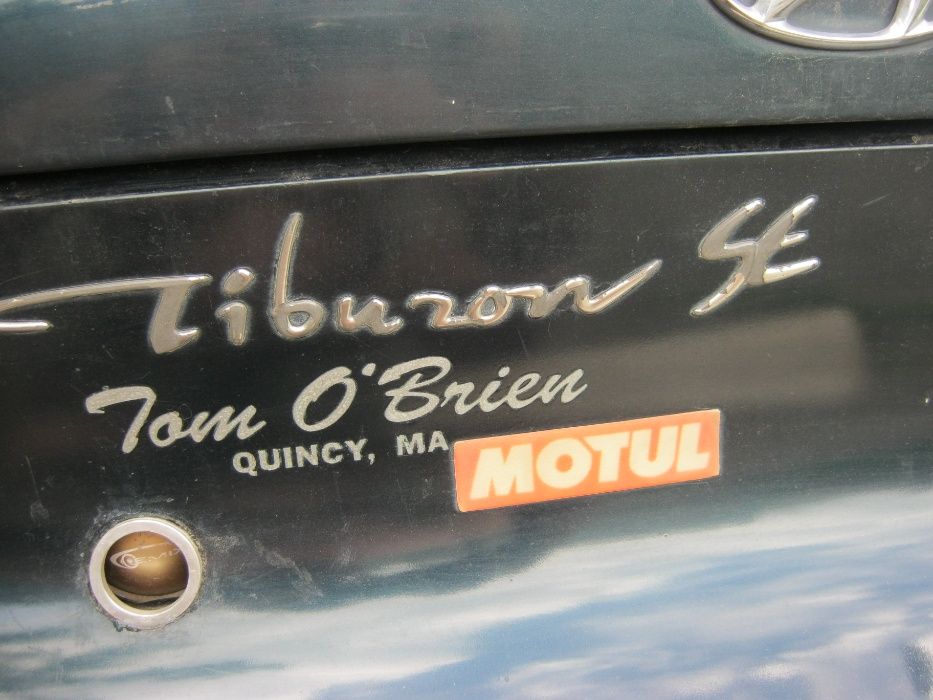 Tiburon SE
Tom O'Brien
QUINCY, MA
MOTUL